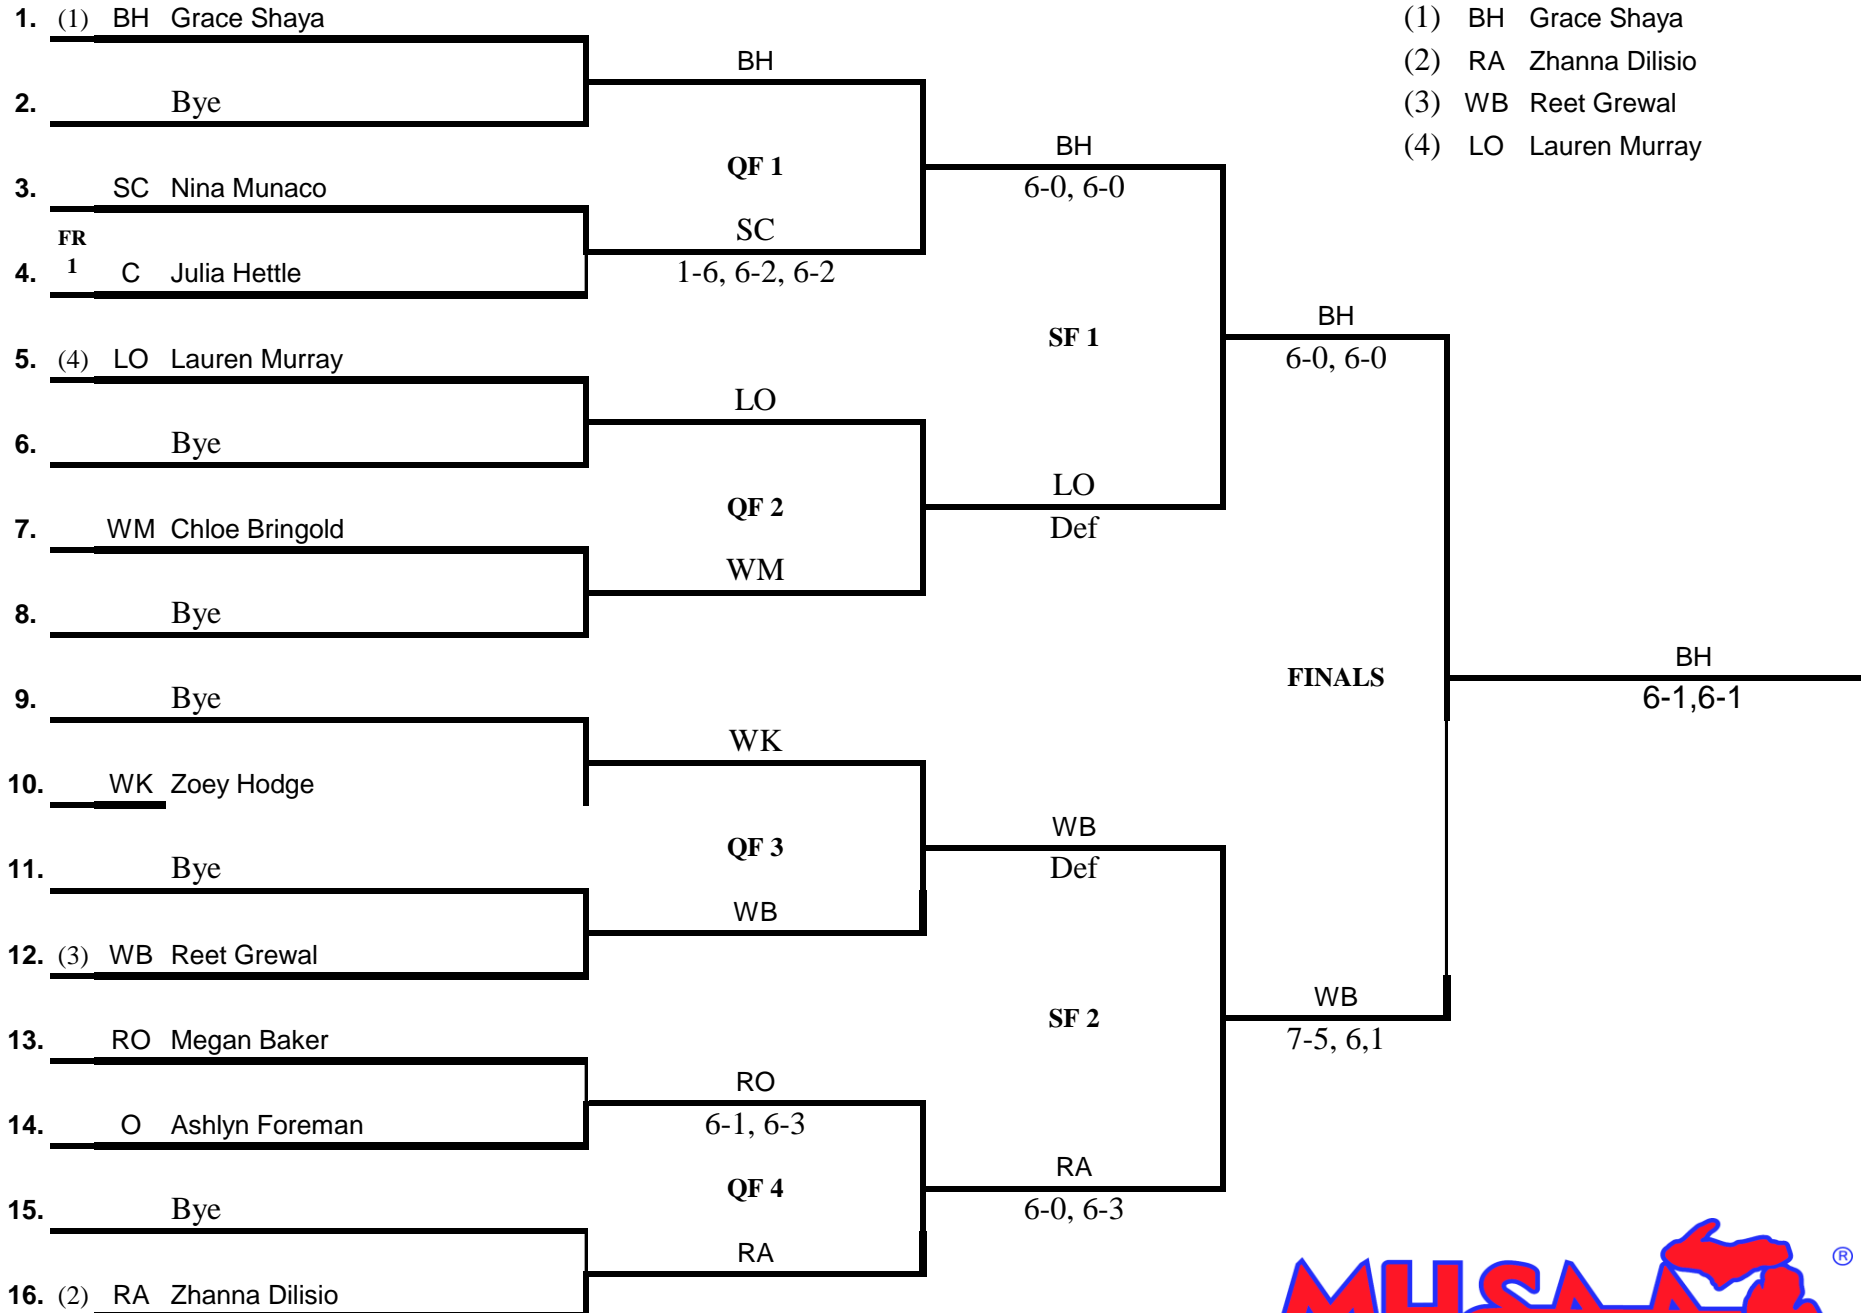 1. (1) BH Grace Shaya
(1) BH Grace Shaya
BH
(2) RA Zhanna Dilisio
2. Bye
(3) WB Reet Grewal
BH
(4) LO Lauren Murray
QF 1
3. SC Nina Munaco
6-0, 6-0
FR
SC
4. 1 C Julia Hettle
1-6, 6-2, 6-2
BH
SF 1
5. (4) LO Lauren Murray
6-0, 6-0
LO
6. Bye
LO
QF 2
7. WM Chloe Bringold
Def
WM
8. Bye
BH
FINALS
9. Bye
6-1,6-1
WK
10. WK Zoey Hodge
WB
QF 3
11. Bye
Def
WB
12. (3) WB Reet Grewal
WB
SF 2
13. RO Megan Baker
7-5, 6,1
RO
14. O Ashlyn Foreman
6-1, 6-3
RA
QF 4
15. Bye
6-0, 6-3
RA
16. (2) RA Zhanna Dilisio
MHSAA ®